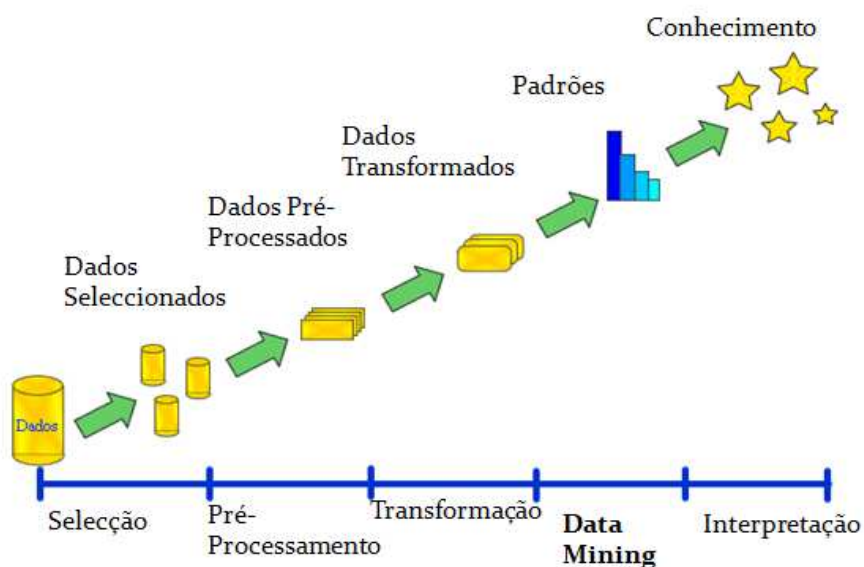 Conhecimento
Padrões
Dados
Transformados
Dados Pré-
Processados
Dados
Seleccionados
Dados
Selecção
Pré-
Processamento
Transformação
Data
Mining
Interpretação